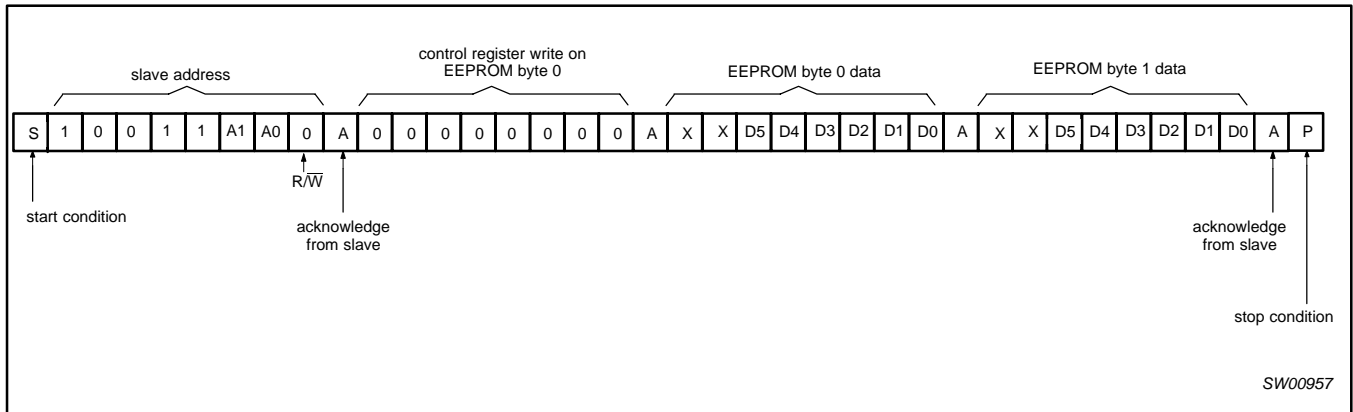 control register write on
EEPROM byte 0
slave address
EEPROM byte 0 data
EEPROM byte 1 data
S 1 0 0 1 1 A1 A0 0 A 0 0 0 0 0 0 0 0 A X X D5 D4 D3 D2 D1 D0 A X X D5 D4 D3 D2 D1 D0 A P
R/W̅
start condition
acknowledge
from slave
acknowledge
from slave
stop condition
SW00957